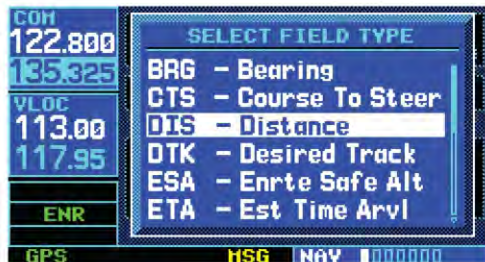 COM
122.800
135.325
VLOC
113.00
117.95
ENR
SELECT FIELD TYPE
BRG – Bearing
CTS – Course To Steer
DIS – Distance
DTK – Desired Track
ESA – Enrte Safe Alt
ETA – Est Time Arvl
GPS
MSG
NAV